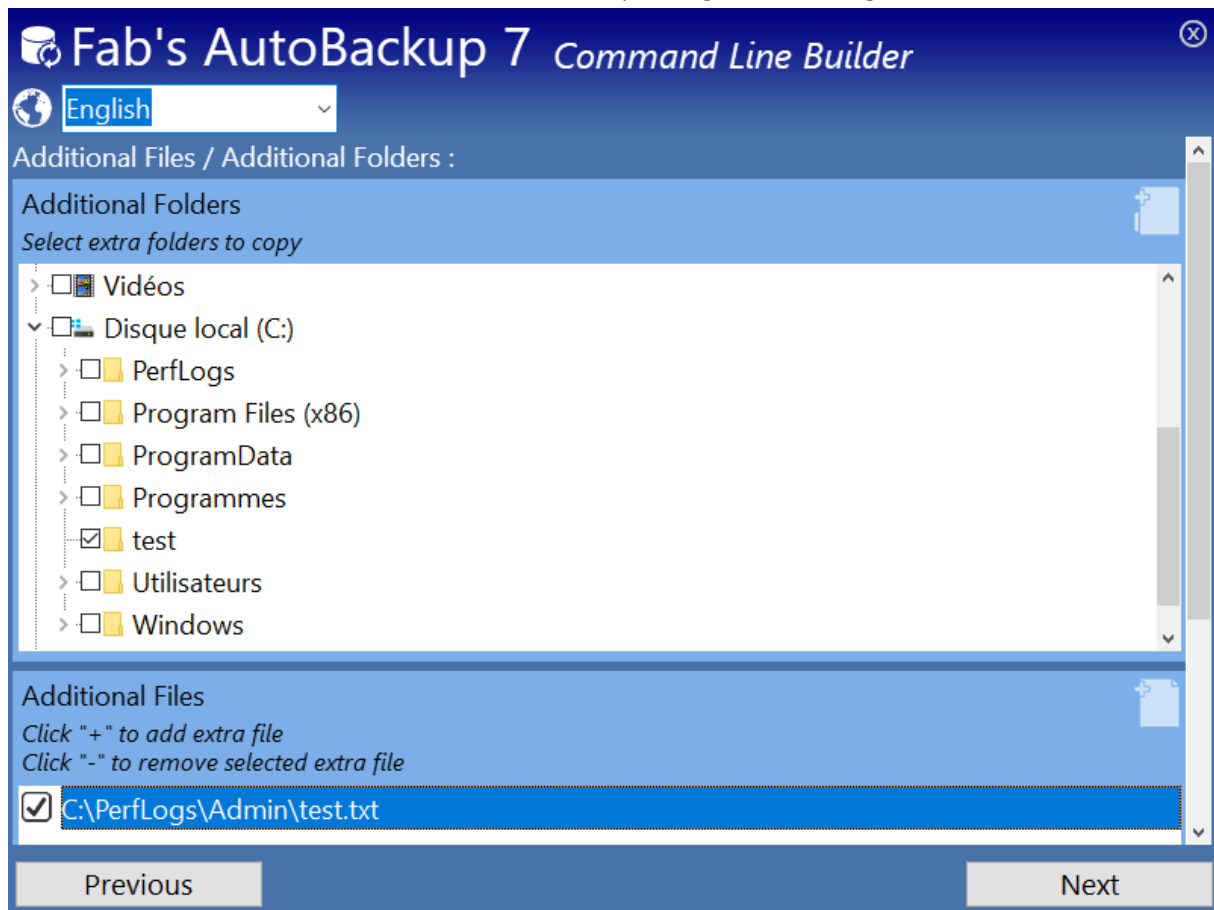 Fab's AutoBackup 7 Command Line Builder
English
Additional Files / Additional Folders :
Additional Folders
Select extra folders to copy
Vidéos
Disque local (C:)
PerfLogs
Program Files (x86)
ProgramData
Programmes
test
Utilisateurs
Windows
Additional Files
Click "+" to add extra file
Click "-" to remove selected extra file
C:\PerfLogs\Admin\test.txt
Previous
Next